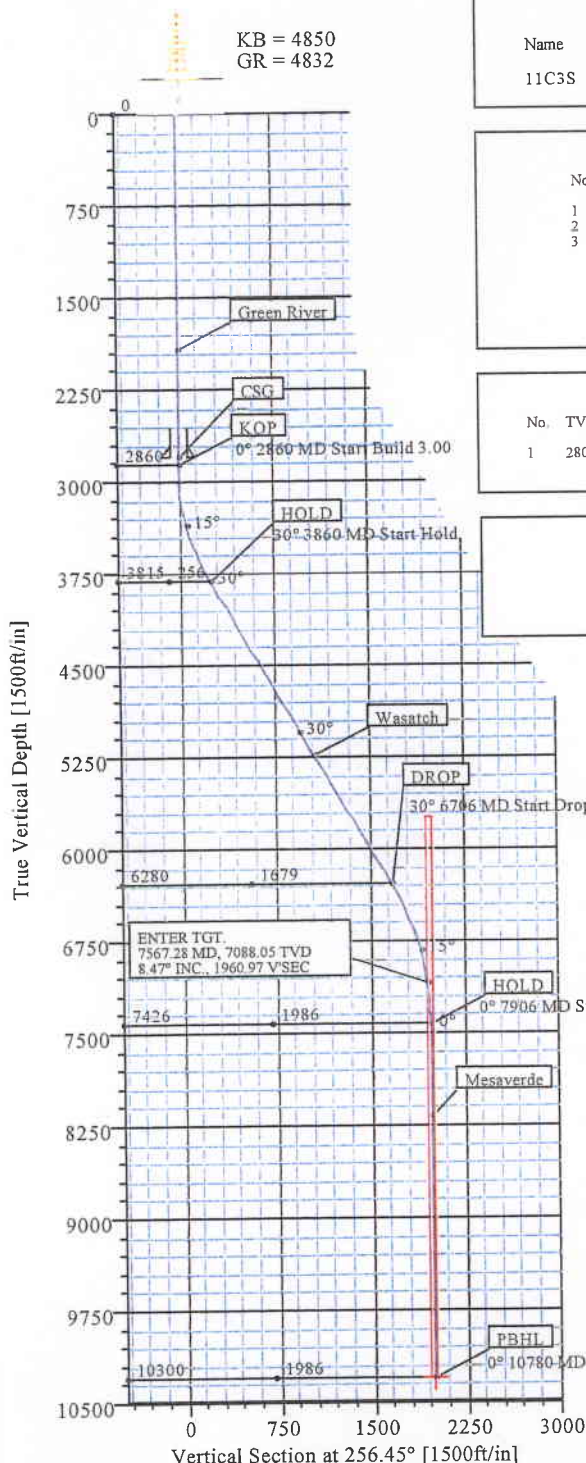 KB = 4850
GR = 4832
Name
11C3S
No
1
2
3
No. TV
1 280
0
0
750
1500
2250
3000
3750
4500
5250
6000
6750
7500
8250
9000
9750
10500
True Vertical Depth [1500ft/in]
Green River
CSG
KOP
2860
0° 2860 MD Start Build 3.00
15°
HOLD
30° 3860 MD Start Hold
3815 256 30°
30°
Wasatch
DROP
30° 6706 MD Start Drop
6280 1679
ENTER TGT.
7567.28 MD, 7088.05 TVD
8.47° INC., 1960.97 V'SEC
5°
HOLD
0° 7906 MD S
7426 1986 0°
Mesaverde
PBHL
0° 10780 MD
10300 1986
0 750 1500 2250 3000
Vertical Section at 256.45° [1500ft/in]